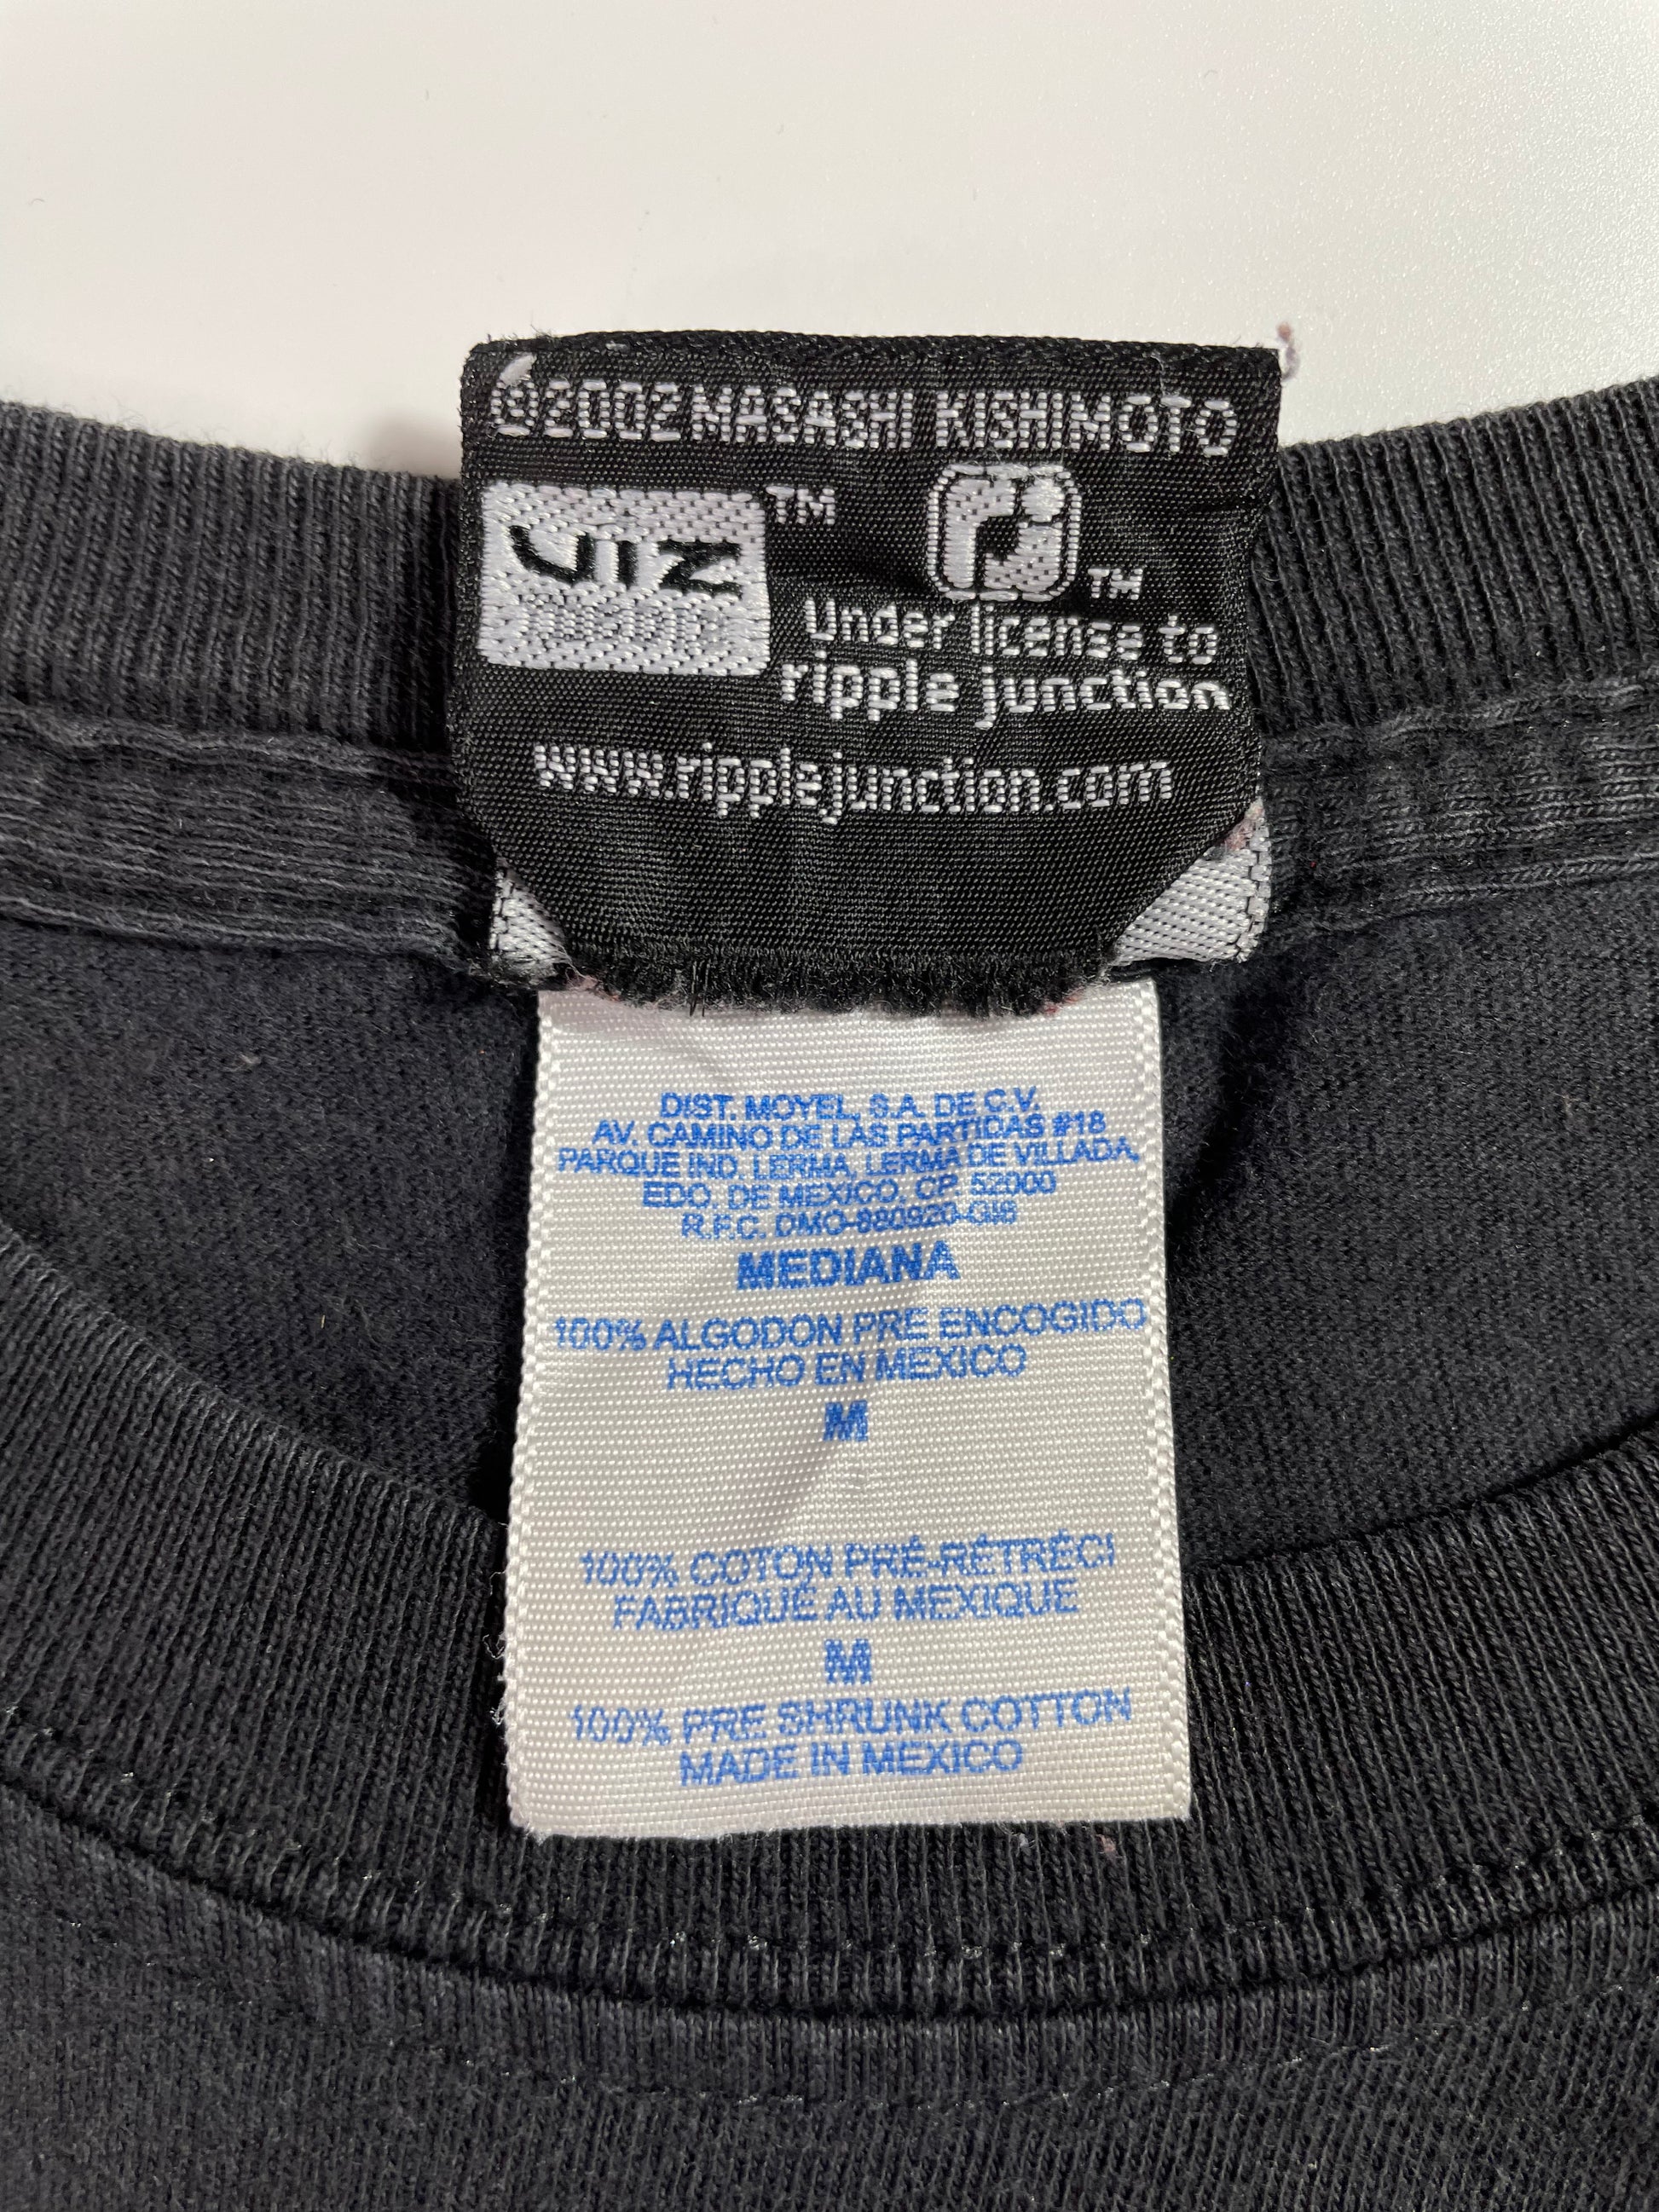 ©2002 MASASHI KISHIMOTO
VIZ ™
™
Under license to
ripple junction
www.ripplejunction.com
DIST. MOYEL, S.A. DE C.V.
AV. CAMINO DE LAS PARTIDAS #18
PARQUE IND. LERMA, LERMA DE VILLADA,
EDO. DE MEXICO. CP. 52000
R.F.C.
MEDIANA
100% ALGODON PRE ENCOGIDO
HECHO EN MEXICO
M
100% COTON PRÉ-RÉTRÉCI
FABRIQUÉ AU MEXIQUE
M
100% PRE SHRUNK COTTON
MADE IN MEXICO